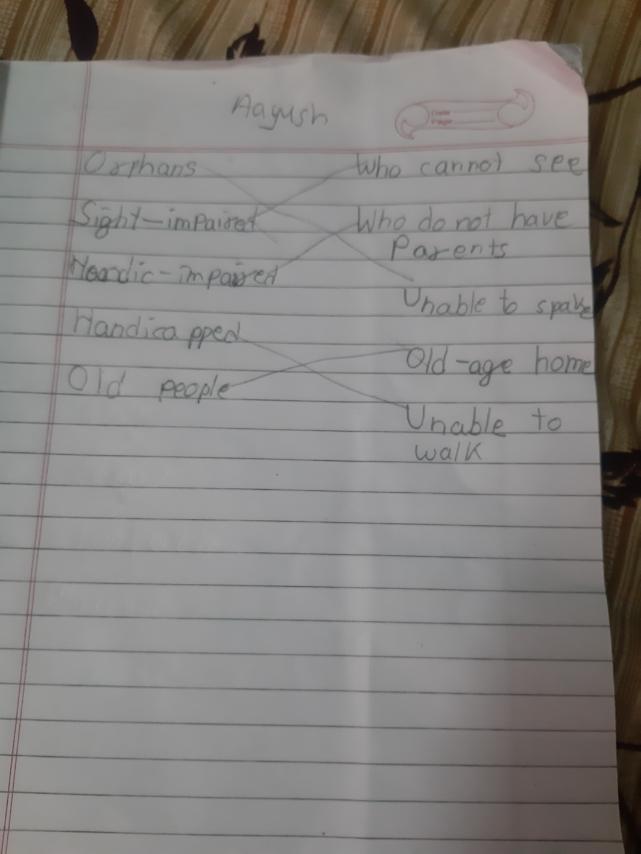 Aayush
Orphans Who cannot see
Sight-impaired Who do not have
Parents
Heardic-impaired
Unable to spake
Handicapped
Old-age home
Old people
Unable to
walk